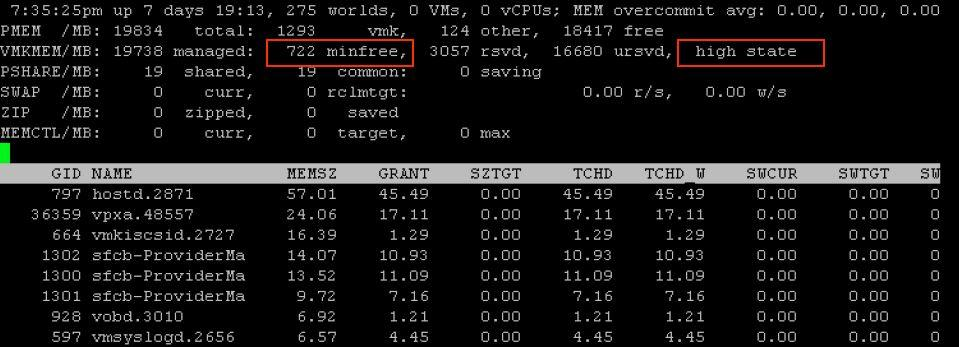 7:35:25pm up 7 days 19:13, 275 worlds, 0 VMs, 0 vCPUs; MEM overcommit avg: 0.00, 0.00, 0.00
PMEM /MB: 19834 total: 1293 vmk, 124 other, 18417 free
VMKMEM/MB: 19738 managed: 722 minfree, 3057 rsvd, 16680 ursvd, high state
PSHARE/MB: 19 shared, 19 common: 0 saving
SWAP /MB: 0 curr, 0 rclmtgt: 0.00 r/s, 0.00 w/s
ZIP /MB: 0 zipped, 0 saved
MEMCTL/MB: 0 curr, 0 target, 0 max
GID NAME MEMSZ GRANT SZTGT TCHD TCHD_W SWCUR SWTGT SW
797 hostd.2871 57.01 45.49 0.00 45.49 45.49 0.00 0.00 0
36359 vpxa.48557 24.06 17.11 0.00 17.11 17.11 0.00 0.00 0
664 vmkiscsid.2727 16.39 1.29 0.00 1.29 1.29 0.00 0.00 0
1302 sfcb-ProviderMa 14.07 10.93 0.00 10.93 10.93 0.00 0.00 0
1300 sfcb-ProviderMa 13.52 11.09 0.00 11.09 11.09 0.00 0.00 0
1301 sfcb-ProviderMa 9.72 7.16 0.00 7.16 7.16 0.00 0.00 0
928 vobd.3010 6.92 1.21 0.00 1.21 1.21 0.00 0.00 0
597 vmsyslogd.2656 6.57 4.45 0.00 4.45 4.45 0.00 0.00 0